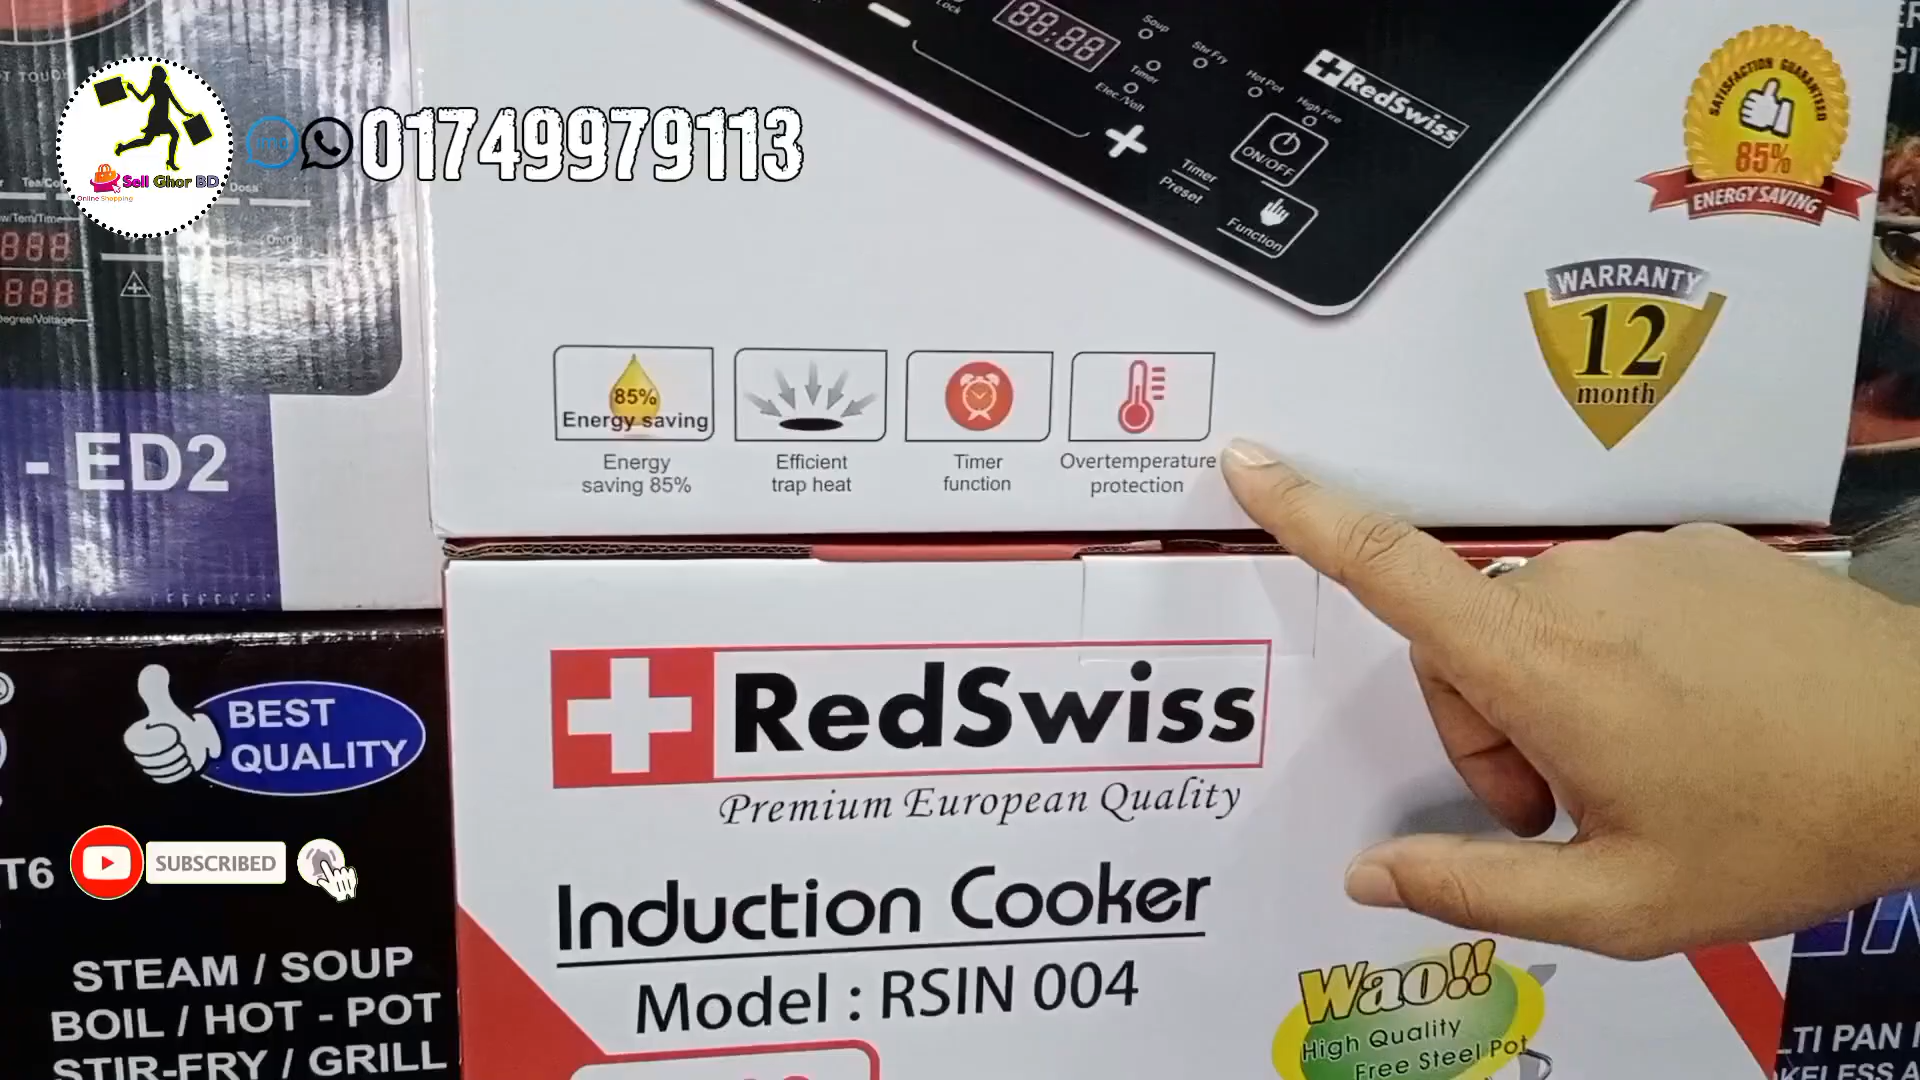 Sell Ghor BD
Online Shopping
01749979113
Dosa
On/Off
- ED2
Lock
88:88
Soup
Stir Fry
Hot Pot
High Fire
Timer
Elec./Volt
+
RedSwiss
ON/OFF
Timer
Preset
Function
SATISFACTION GUARANTEED
85%
ENERGY SAVING
WARRANTY
12
month
85%
Energy saving
Energy
saving 85%
Efficient
trap heat
Timer
function
Overtemperature
protection
RedSwiss
Premium European Quality
Induction Cooker
Model : RSIN 004
Wao!!
High Quality
Free Steel Pot
BEST
QUALITY
T6
SUBSCRIBED
STEAM / SOUP
BOIL / HOT - POT
STIR-FRY / GRILL